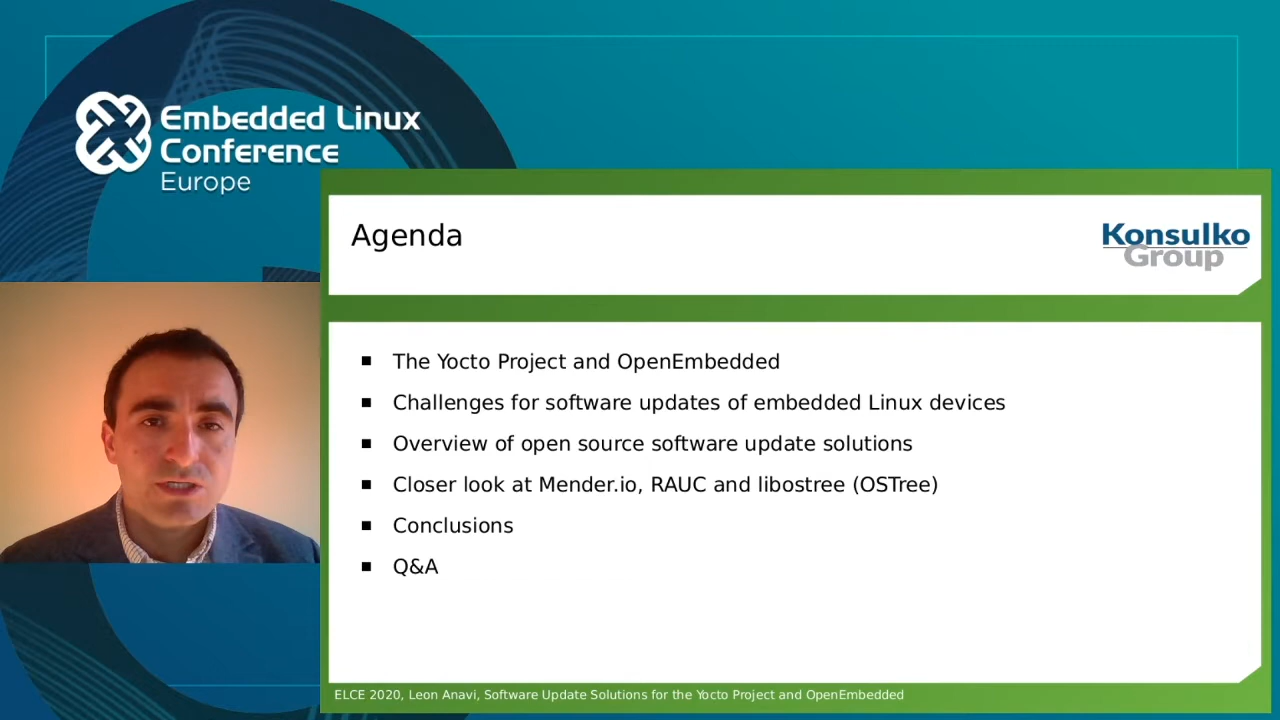 Embedded Linux
Conference
Europe
Agenda
Konsulko
Group
The Yocto Project and OpenEmbedded
Challenges for software updates of embedded Linux devices
Overview of open source software update solutions
Closer look at Mender.io, RAUC and libostree (OSTree)
Conclusions
Q&A
ELCE 2020, Leon Anavi, Software Update Solutions for the Yocto Project and OpenEmbedded